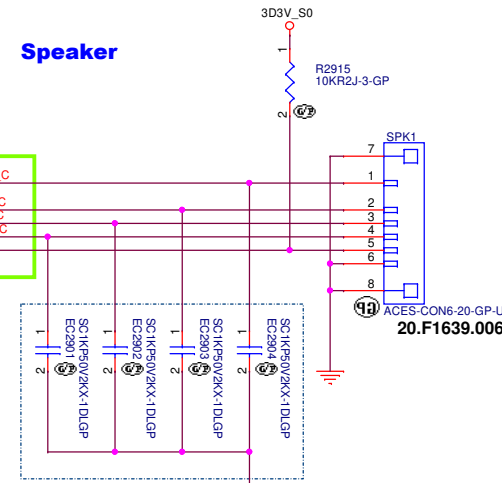 3D3V_S0
Speaker
1
R2915
10KR2J-3-GP
2
SPK1
7
C
1
C
2
C
3
C
4
5
6
8
ACES-CON6-20-GP-U
20.F1639.006
1
2
EC2901
SC1KP50V2KX-1DLGP
1
2
EC2902
SC1KP50V2KX-1DLGP
1
2
EC2903
SC1KP50V2KX-1DLGP
1
2
EC2904
SC1KP50V2KX-1DLGP